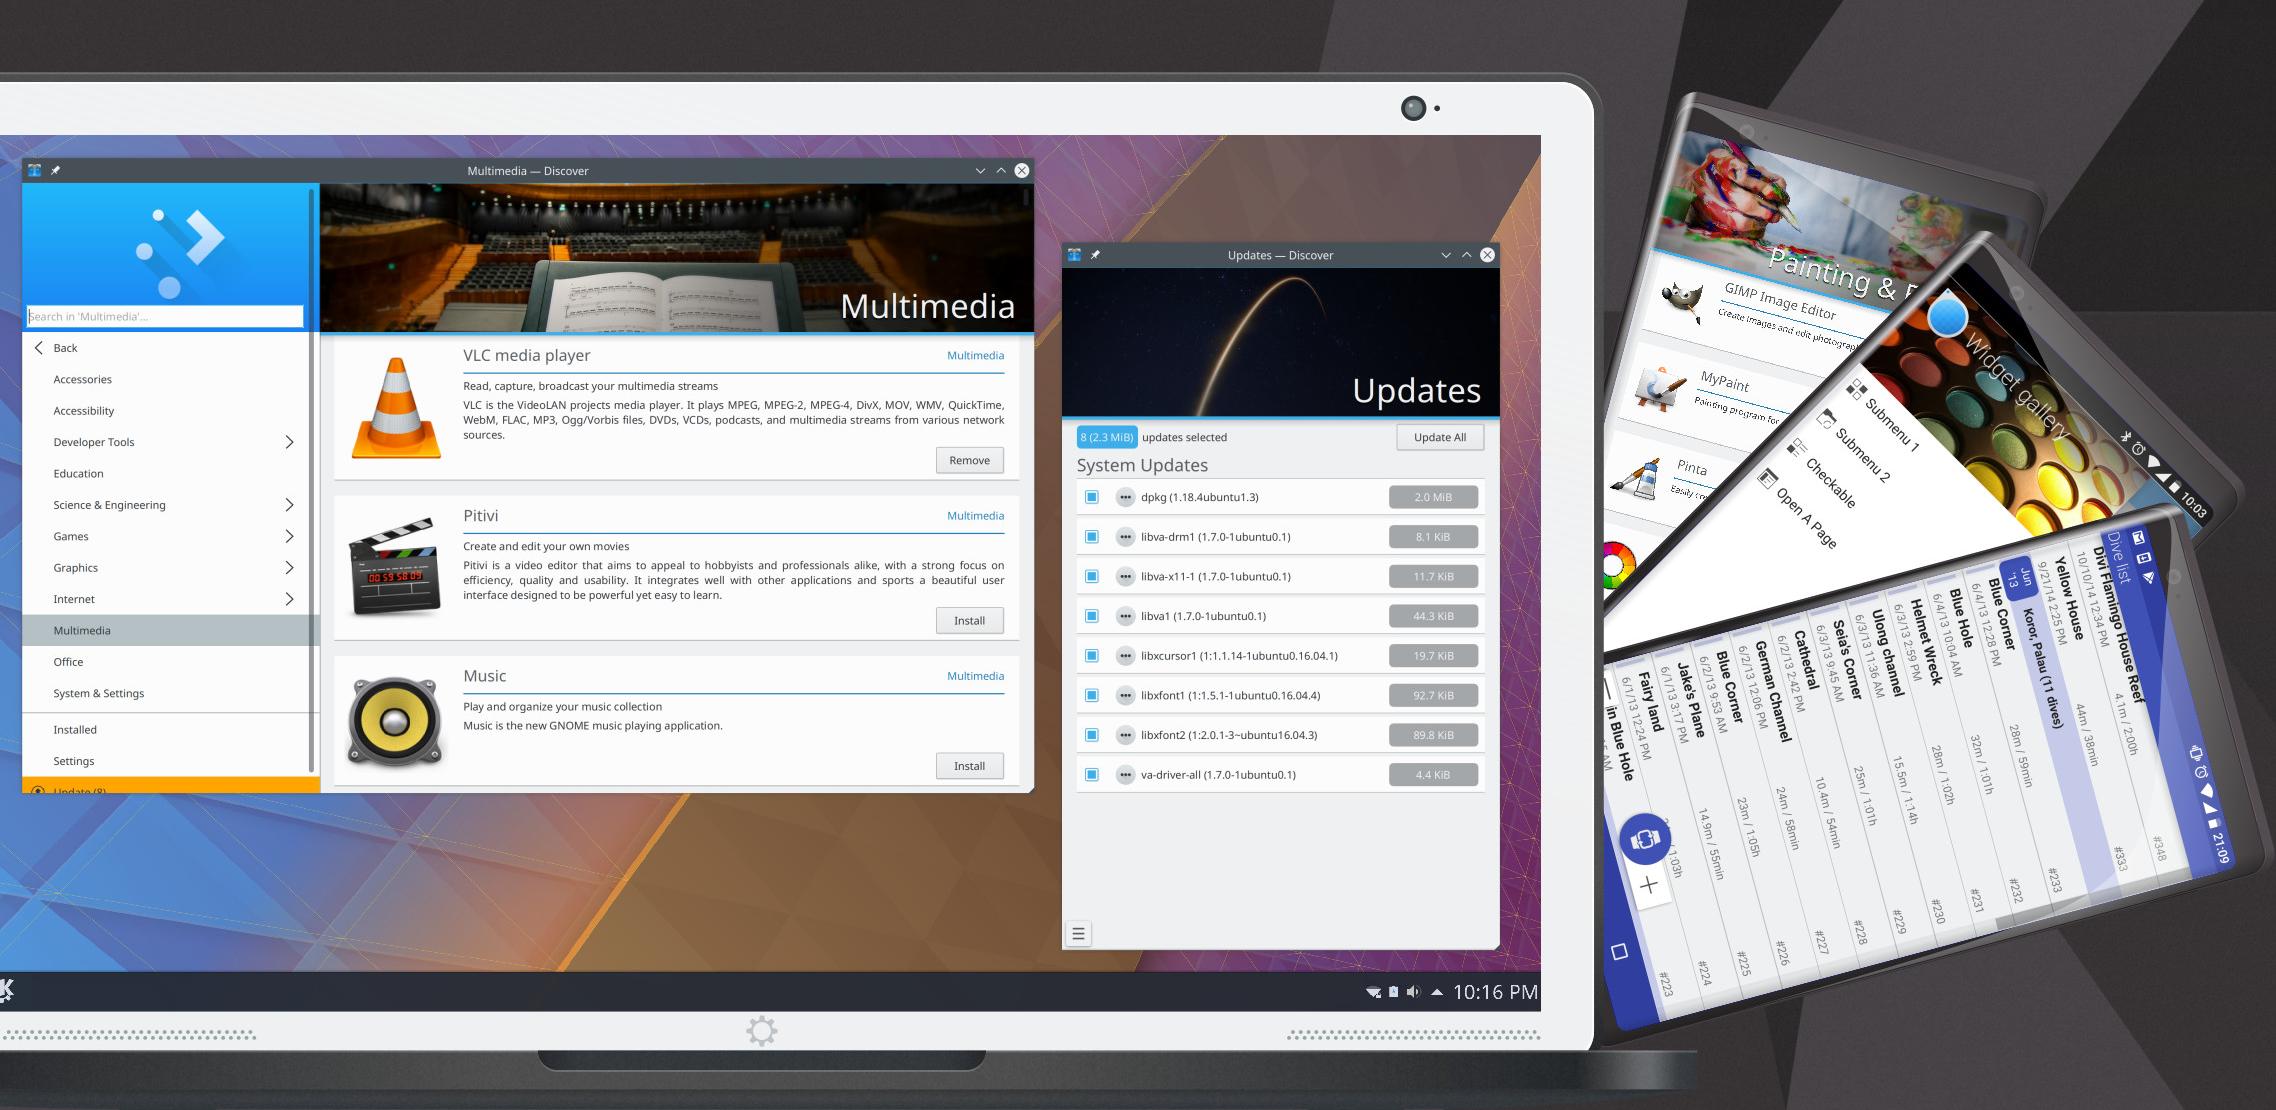 Multimedia — Discover
Multimedia
Search in 'Multimedia'...
Back
Accessories
Accessibility
Developer Tools
Education
Science & Engineering
Games
Graphics
Internet
Multimedia
Office
System & Settings
Installed
Settings
Update (8)
VLC media player
Multimedia
Read, capture, broadcast your multimedia streams
VLC is the VideoLAN projects media player. It plays MPEG, MPEG-2, MPEG-4, DivX, MOV, WMV, QuickTime,
WebM, FLAC, MP3, Ogg/Vorbis files, DVDs, VCDs, podcasts, and multimedia streams from various network
sources.
Remove
Pitivi
Multimedia
Create and edit your own movies
Pitivi is a video editor that aims to appeal to hobbyists and professionals alike, with a strong focus on
efficiency, quality and usability. It integrates well with other applications and sports a beautiful user
interface designed to be powerful yet easy to learn.
00 59 58.09
Install
Music
Multimedia
Play and organize your music collection
Music is the new GNOME music playing application.
Install
Updates — Discover
Updates
8 (2.3 MiB) updates selected
Update All
System Updates
dpkg (1.18.4ubuntu1.3) 2.0 MiB
libva-drm1 (1.7.0-1ubuntu0.1) 8.1 KiB
libva-x11-1 (1.7.0-1ubuntu0.1) 11.7 KiB
libva1 (1.7.0-1ubuntu0.1) 44.3 KiB
libxcursor1 (1:1.1.14-1ubuntu0.16.04.1) 19.7 KiB
libxfont1 (1:1.5.1-1ubuntu0.16.04.4) 92.7 KiB
libxfont2 (1:2.0.1-3~ubuntu16.04.3) 89.8 KiB
va-driver-all (1.7.0-1ubuntu0.1) 4.4 KiB
10:16 PM
Painting &
GIMP Image Editor
Create images and edit
MyPaint
Painting program for
Pinta
Easily
10:03
Widget gallery
Submenu 1
Submenu 2
Checkable
Open A Page
21:09
Dive list
Divi Flamingo House Reef
10/10/14 12:34 PM 4.1m / 2:00h #348
Yellow House
9/21/14 2:25 PM 44m / 38min #333
Jun '13 Koror, Palau (11 dives)
Blue Corner
6/4/13 12:28 PM 28m / 59min #233
Blue Hole
6/4/13 10:04 AM 32m / 1:01h #232
Helmet Wreck
6/3/13 2:59 PM 28m / 1:02h #231
Ulong channel
6/3/13 11:36 AM 15.5m / 1:14h #230
Seia's Corner
6/3/13 9:45 AM 25m / 1:01h #229
Cathedral
6/2/13 2:42 PM 10.4m / 54min #228
German Channel
6/2/13 12:06 PM 24m / 58min #227
Blue Corner
6/2/13 9:53 AM 23m / 1:05h #226
Jake's Plane
6/1/13 3:17 PM 14.9m / 55min #225
Fairy land
6/1/13 12:24 PM 1:03h #224
in Blue Hole
AM #223